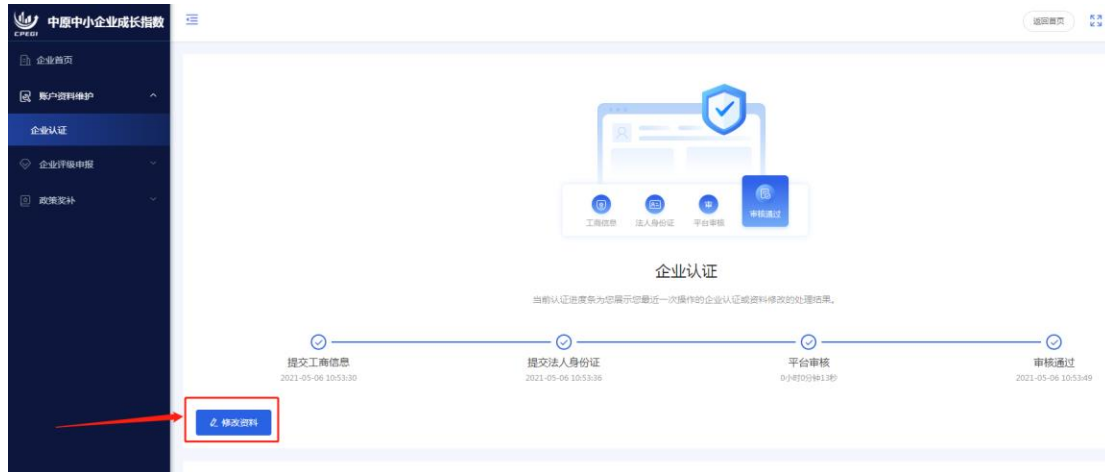 中原中小企业成长指数
CPEGI
返回首页
企业首页
账户资料维护
企业认证
企业评级申报
政策奖补
工商信息
法人身份证
平台审核
审核通过
企业认证
当前认证进度条为您展示您最近一次操作的企业认证或资料修改的处理结果。
提交工商信息
提交法人身份证
平台审核
审核通过
2021-05-06 10:53:30
2021-05-06 10:53:36
0小时0分钟13秒
2021-05-06 10:53:49
修改资料